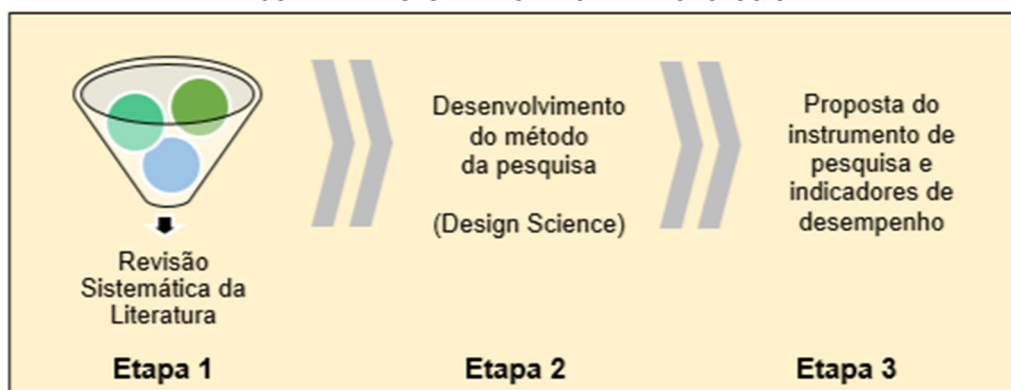 Revisão
Sistemática da
Literatura
Etapa 1
Desenvolvimento
do método
da pesquisa
(Design Science)
Etapa 2
Proposta do
instrumento de
pesquisa e
indicadores de
desempenho
Etapa 3